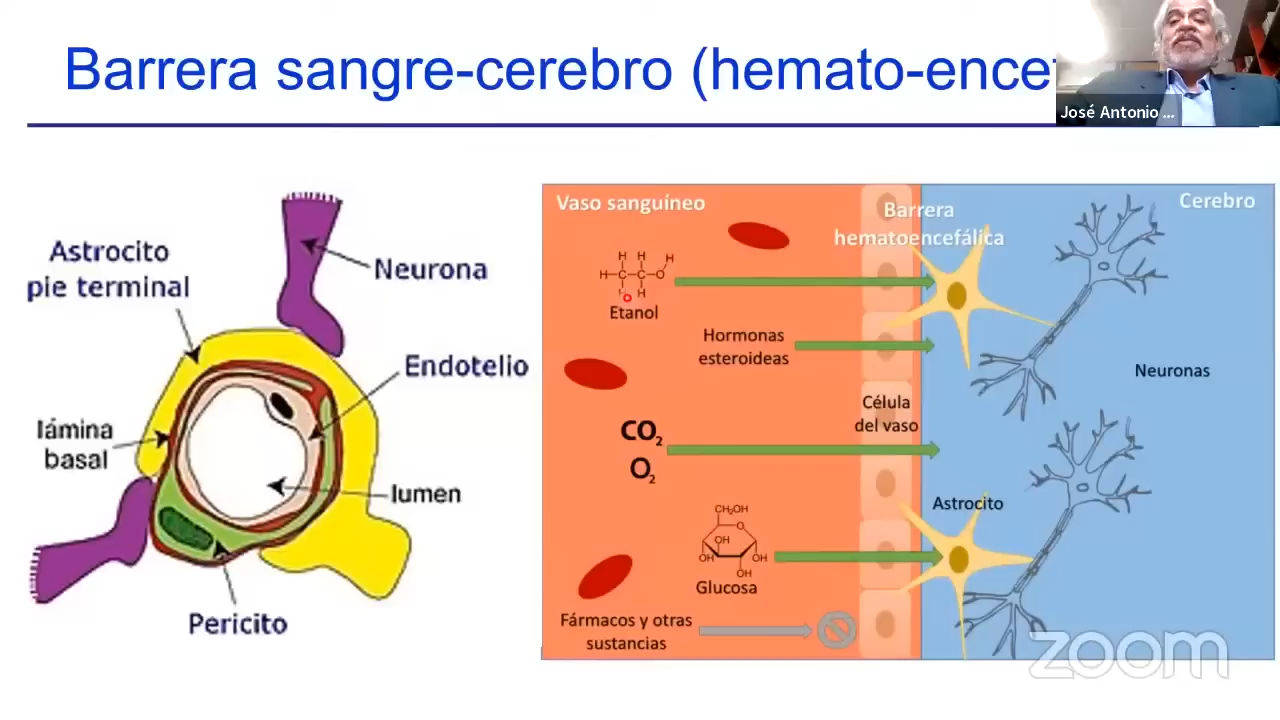 Barrera sangre-cerebro (hemato-encef
José Antonio ...
Astrocito
pie terminal
Neurona
Endotelio
lámina
basal
lumen
Pericito
Vaso sanguíneo
Barrera
hematoencefálica
Cerebro
H H H
H-C-C-O
H H
Etanol
Hormonas
esteroideas
Neuronas
Célula
del vaso
CO2
O2
Astrocito
CH2OH
O
OH
OH OH
OH
Glucosa
Fármacos y otras
sustancias
zoom